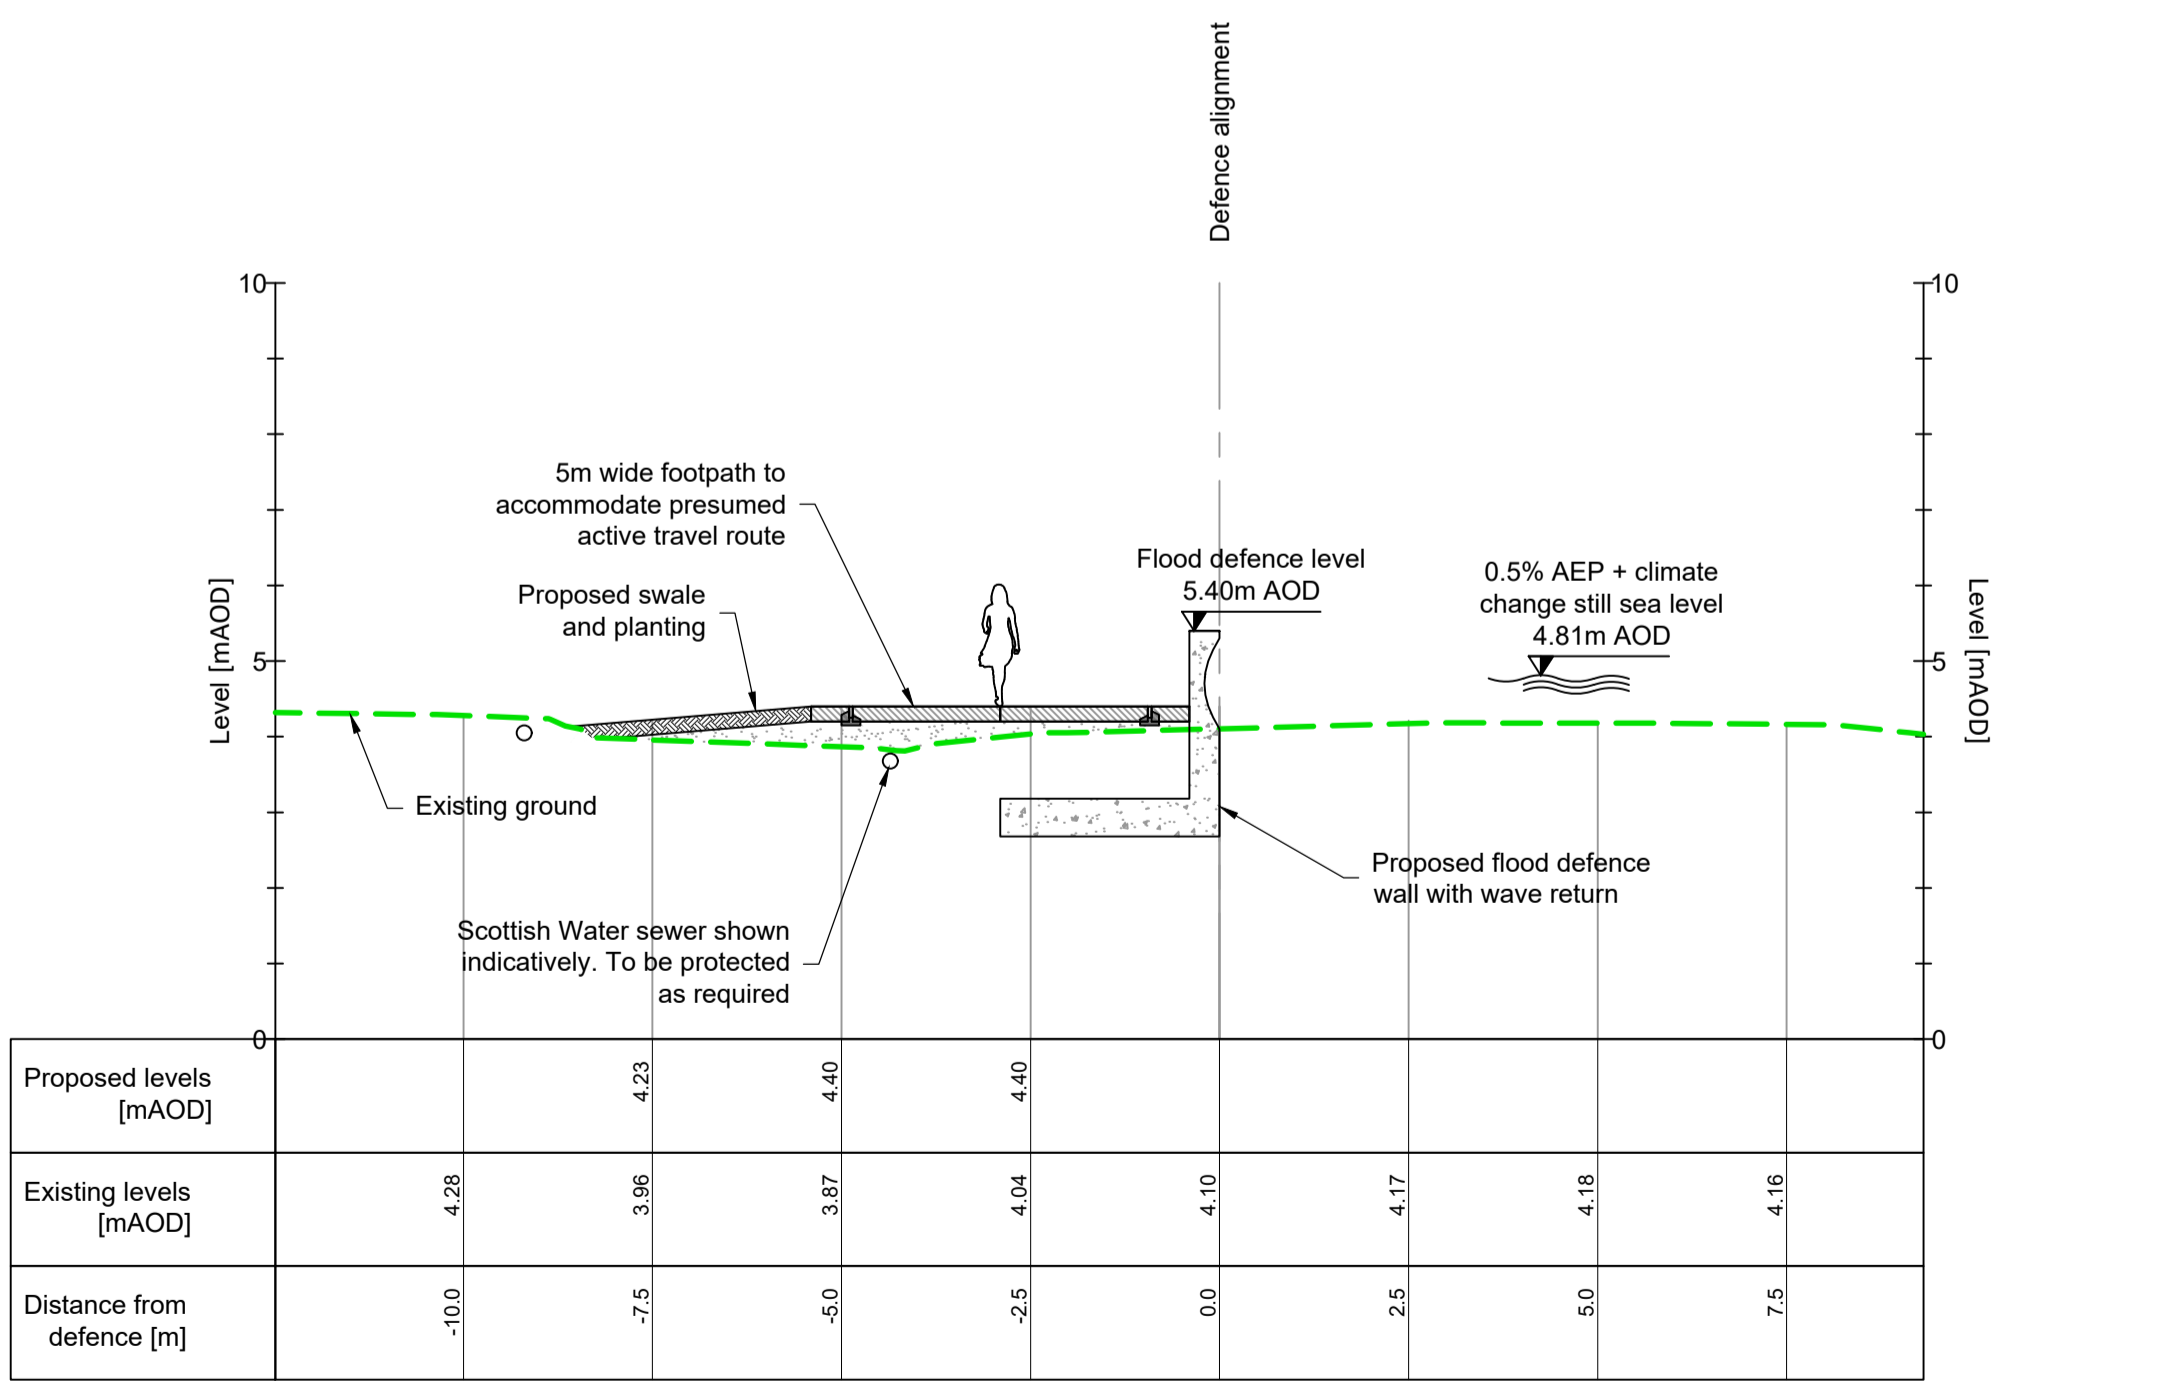 Defence alignment
10
10
5m wide footpath to
accommodate presumed
active travel route
Flood defence level
5.40m AOD
0.5% AEP + climate
change still sea level
4.81m AOD
Proposed swale
and planting
Level [mAOD]
Level [mAOD]
5
5
Existing ground
Proposed flood defence
wall with wave return
Scottish Water sewer shown
indicatively. To be protected
as required
0
0
Proposed levels
[mAOD]
4.23
4.40
4.40
Existing levels
[mAOD]
4.28
3.96
3.87
4.04
4.10
4.17
4.18
4.16
Distance from
defence [m]
-10.0
-7.5
-5.0
-2.5
0.0
2.5
5.0
7.5